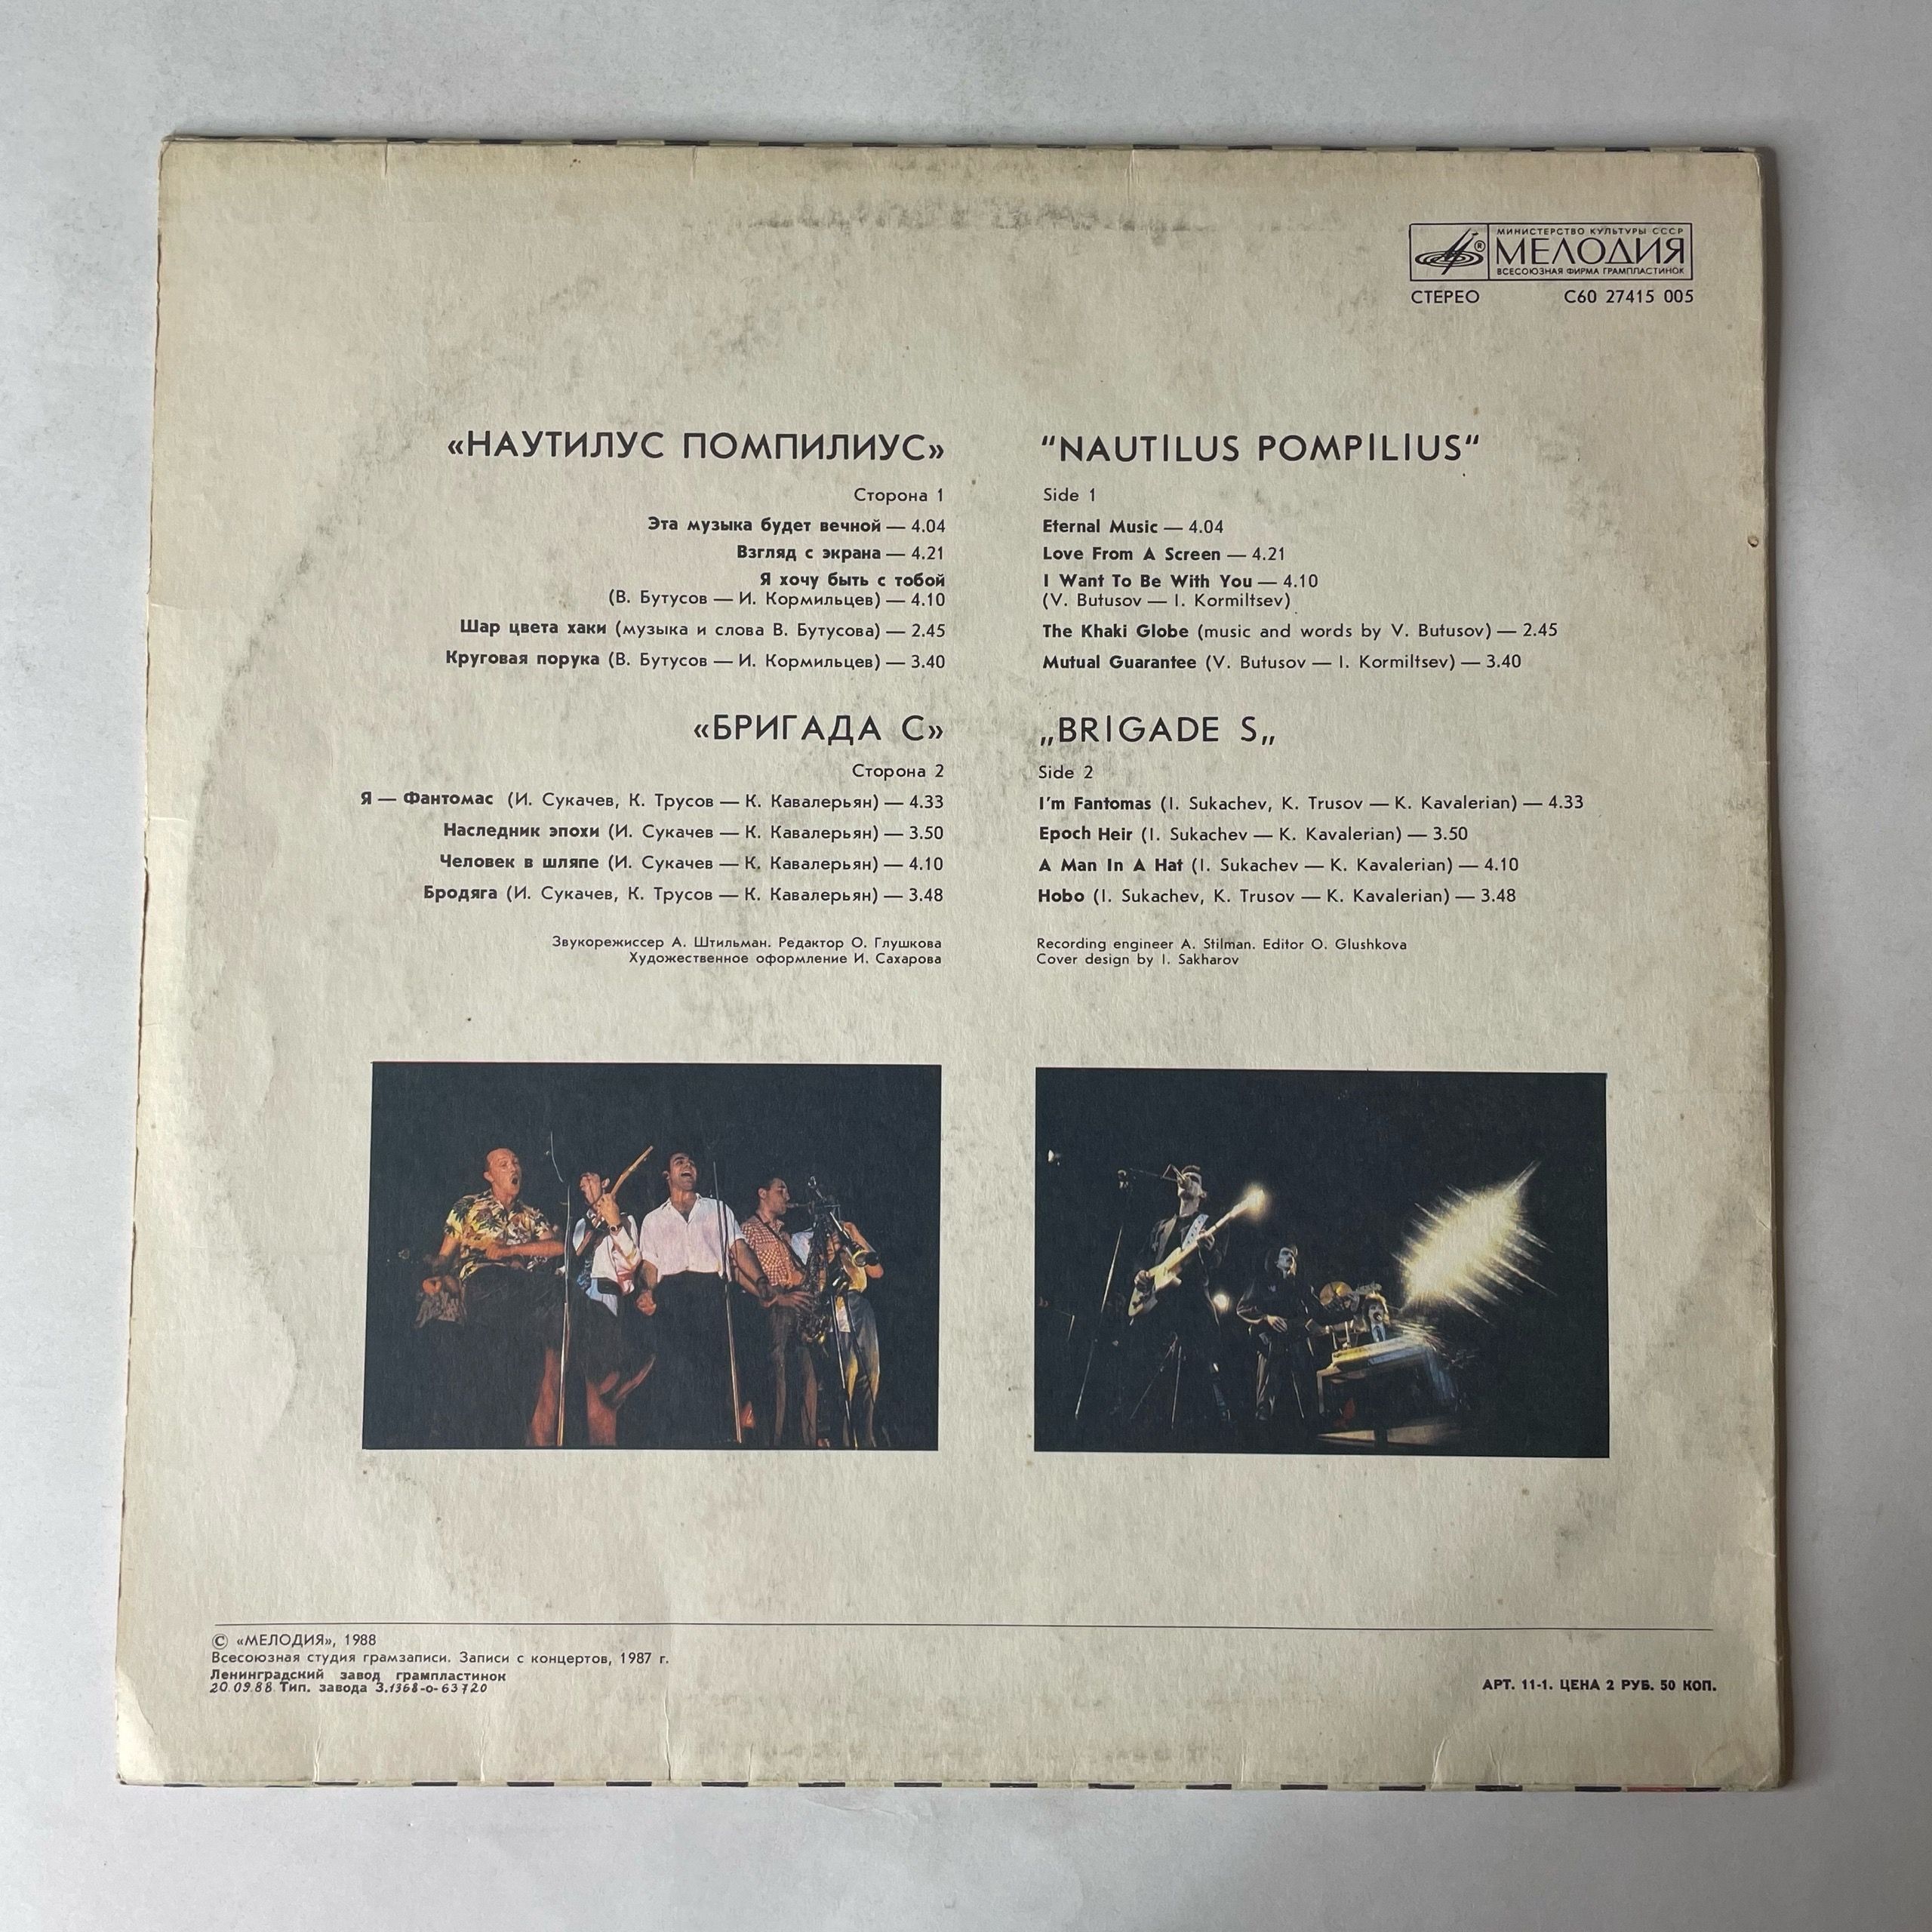 МИНИСТЕРСТВО КУЛЬТУРЫ СССР
МЕЛОДИЯ
ВСЕСОЮЗНАЯ ФИРМА ГРАМПЛАСТИНОК
СТЕРЕО С60 27415 005
«НАУТИЛУС ПОМПИЛИУС»
Сторона 1
Эта музыка будет вечной — 4.04
Взгляд с экрана — 4.21
Я хочу быть с тобой
(В. Бутусов — И. Кормильцев) — 4.10
Шар цвета хаки (музыка и слова В. Бутусова) — 2.45
Круговая порука (В. Бутусов — И. Кормильцев) — 3.40
«БРИГАДА С»
Сторона 2
Я — Фантомас (И. Сукачев, К. Трусов — К. Кавалерьян) — 4.33
Наследник эпохи (И. Сукачев — К. Кавалерьян) — 3.50
Человек в шляпе (И. Сукачев — К. Кавалерьян) — 4.10
Бродяга (И. Сукачев, К. Трусов — К. Кавалерьян) — 3.48
Звукорежиссер А. Штильман. Редактор О. Глушкова
Художественное оформление И. Сахарова
“NAUTILUS POMPILIUS“
Side 1
Eternal Music — 4.04
Love From A Screen — 4.21
I Want To Be With You — 4.10
(V. Butusov — I. Kormiltsev)
The Khaki Globe (music and words by V. Butusov) — 2.45
Mutual Guarantee (V. Butusov — I. Kormiltsev) — 3.40
„BRIGADE S„
Side 2
I'm Fantomas (I. Sukachev, K. Trusov — K. Kavalerian) — 4.33
Epoch Heir (I. Sukachev — K. Kavalerian) — 3.50
A Man In A Hat (I. Sukachev — K. Kavalerian) — 4.10
Hobo (I. Sukachev, K. Trusov — K. Kavalerian) — 3.48
Recording engineer A. Stilman. Editor O. Glushkova
Cover design by I. Sakharov
© «МЕЛОДИЯ», 1988
Всесоюзная студия грамзаписи. Записи с концертов, 1987 г.
Ленинградский завод грампластинок
20.09.88 Тип. завода З.1368-о-63720
АРТ. 11-1. ЦЕНА 2 РУБ. 50 КОП.